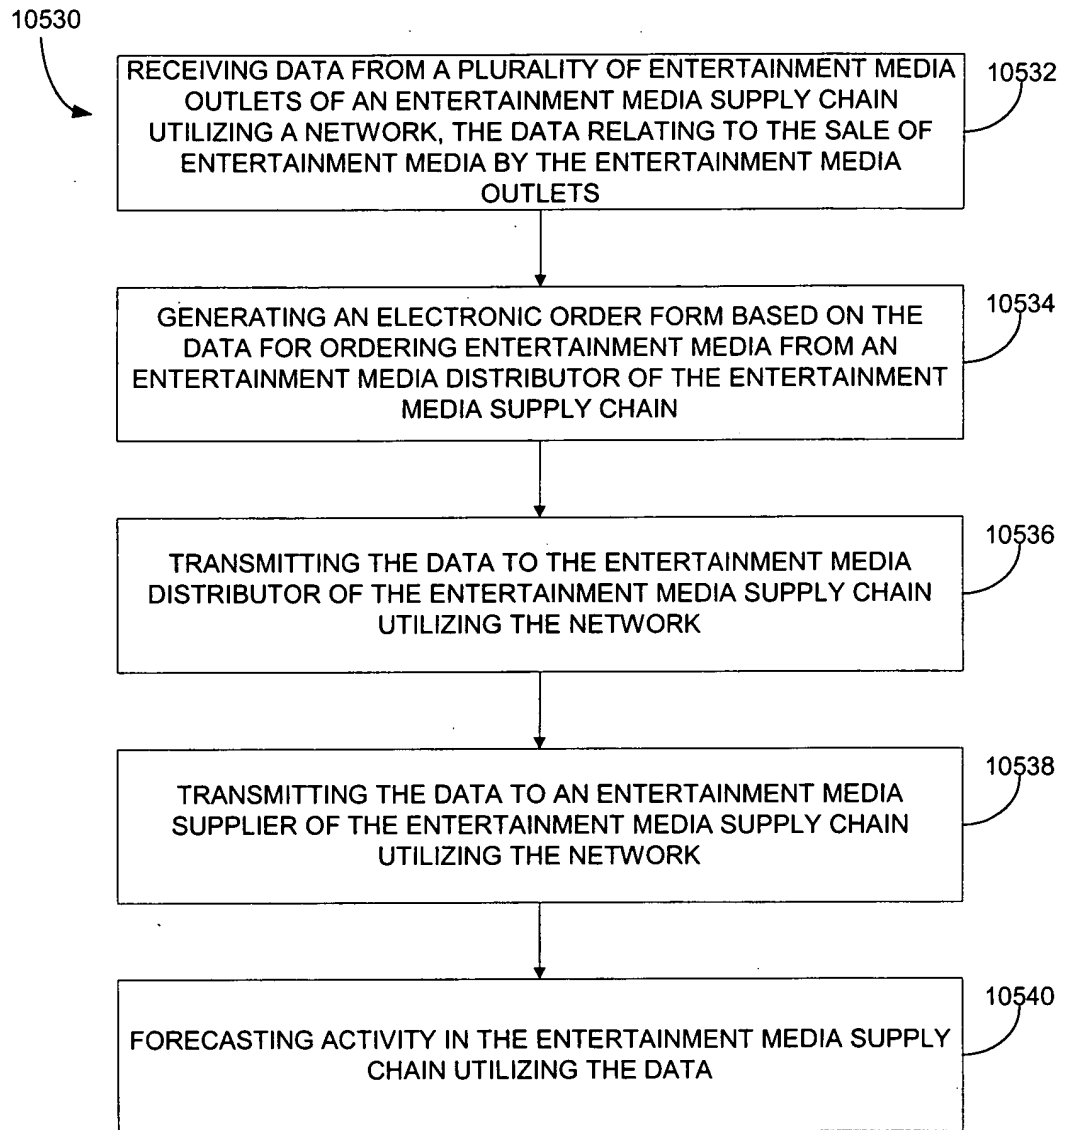 10530
RECEIVING DATA FROM A PLURALITY OF ENTERTAINMENT MEDIA
OUTLETS OF AN ENTERTAINMENT MEDIA SUPPLY CHAIN
UTILIZING A NETWORK, THE DATA RELATING TO THE SALE OF
ENTERTAINMENT MEDIA BY THE ENTERTAINMENT MEDIA
OUTLETS
10532
GENERATING AN ELECTRONIC ORDER FORM BASED ON THE
DATA FOR ORDERING ENTERTAINMENT MEDIA FROM AN
ENTERTAINMENT MEDIA DISTRIBUTOR OF THE ENTERTAINMENT
MEDIA SUPPLY CHAIN
10534
TRANSMITTING THE DATA TO THE ENTERTAINMENT MEDIA
DISTRIBUTOR OF THE ENTERTAINMENT MEDIA SUPPLY CHAIN
UTILIZING THE NETWORK
10536
TRANSMITTING THE DATA TO AN ENTERTAINMENT MEDIA
SUPPLIER OF THE ENTERTAINMENT MEDIA SUPPLY CHAIN
UTILIZING THE NETWORK
10538
FORECASTING ACTIVITY IN THE ENTERTAINMENT MEDIA SUPPLY
CHAIN UTILIZING THE DATA
10540